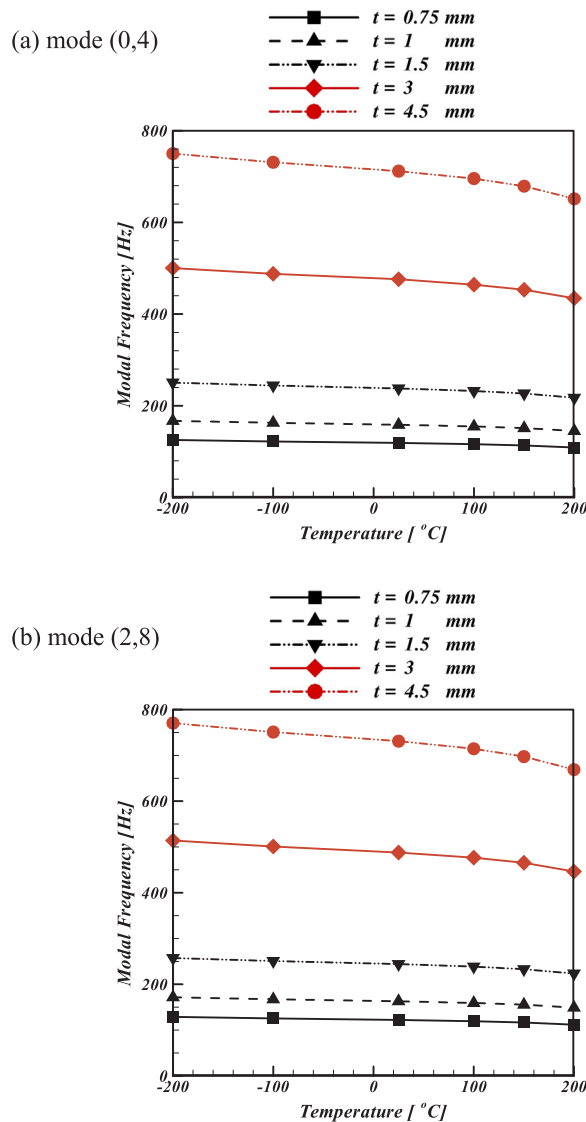 (a) mode (0,4)
t = 0.75 mm
t = 1 mm
t = 1.5 mm
t = 3 mm
t = 4.5 mm
800
600
400
200
0
Modal Frequency [Hz]
-200 -100 0 100 200
Temperature [ °C]
(b) mode (2,8)
t = 0.75 mm
t = 1 mm
t = 1.5 mm
t = 3 mm
t = 4.5 mm
800
600
400
200
0
Modal Frequency [Hz]
-200 -100 0 100 200
Temperature [ °C]